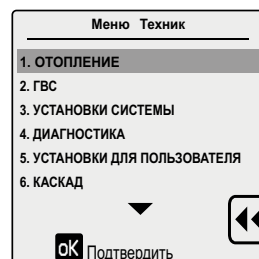 Меню Техник
1. ОТОПЛЕНИЕ
2. ГВС
3. УСТАНОВКИ СИСТЕМЫ
4. ДИАГНОСТИКА
5. УСТАНОВКИ ДЛЯ ПОЛЬЗОВАТЕЛЯ
6. КАСКАД
oK Подтвердить